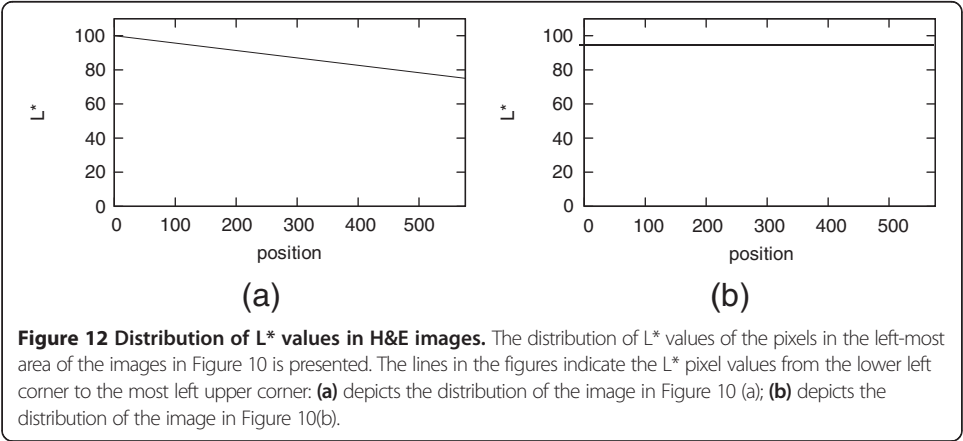 100
80
60
40
20
0
L*
0 100 200 300 400 500
position
(a)
100
80
60
40
20
0
L*
0 100 200 300 400 500
position
(b)
Figure 12 Distribution of L* values in H&E images. The distribution of L* values of the pixels in the left-most
area of the images in Figure 10 is presented. The lines in the figures indicate the L* pixel values from the lower left
corner to the most left upper corner: (a) depicts the distribution of the image in Figure 10 (a); (b) depicts the
distribution of the image in Figure 10(b).